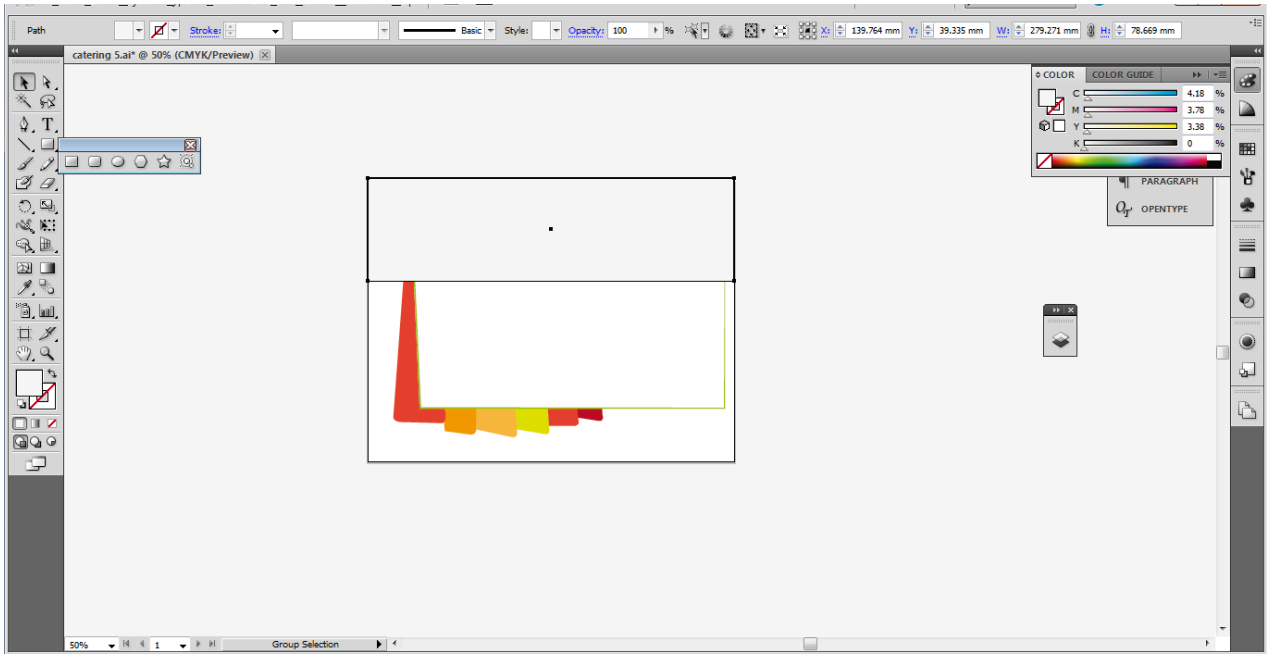 Path Stroke: Basic Style: Opacity: 100 % X: 139.764 mm Y: 39.335 mm W: 279.271 mm H: 78.669 mm
catering 5.ai* @ 50% (CMYK/Preview)
COLOR COLOR GUIDE
C 4.18 %
M 3.78 %
Y 3.38 %
K 0 %
T
PARAGRAPH
OPENTYPE
50% 1 Group Selection